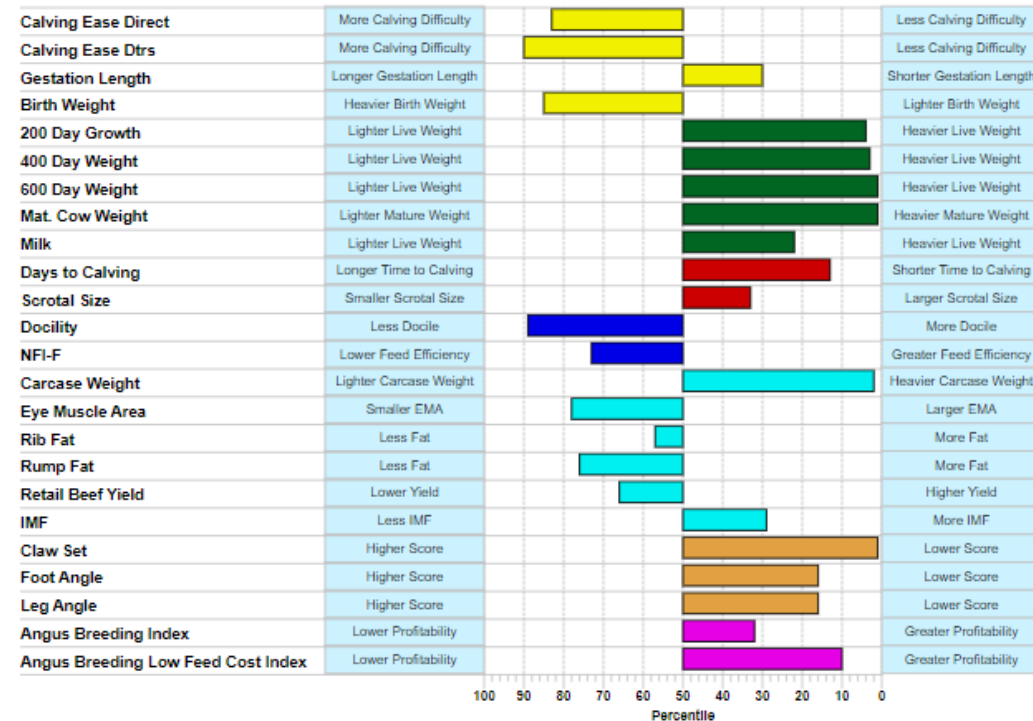 Calving Ease Direct More Calving Difficulty Less Calving Difficulty
Calving Ease Dtrs More Calving Difficulty Less Calving Difficulty
Gestation Length Longer Gestation Length Shorter Gestation Length
Birth Weight Heavier Birth Weight Lighter Birth Weight
200 Day Growth Lighter Live Weight Heavier Live Weight
400 Day Weight Lighter Live Weight Heavier Live Weight
600 Day Weight Lighter Live Weight Heavier Live Weight
Mat. Cow Weight Lighter Mature Weight Heavier Mature Weight
Milk Lighter Live Weight Heavier Live Weight
Days to Calving Longer Time to Calving Shorter Time to Calving
Scrotal Size Smaller Scrotal Size Larger Scrotal Size
Docility Less Docile More Docile
NFI-F Lower Feed Efficiency Greater Feed Efficiency
Carcase Weight Lighter Carcase Weight Heavier Carcase Weight
Eye Muscle Area Smaller EMA Larger EMA
Rib Fat Less Fat More Fat
Rump Fat Less Fat More Fat
Retail Beef Yield Lower Yield Higher Yield
IMF Less IMF More IMF
Claw Set Higher Score Lower Score
Foot Angle Higher Score Lower Score
Leg Angle Higher Score Lower Score
Angus Breeding Index Lower Profitability Greater Profitability
Angus Breeding Low Feed Cost Index Lower Profitability Greater Profitability
100 90 80 70 60 50 40 30 20 10 0
Percentile